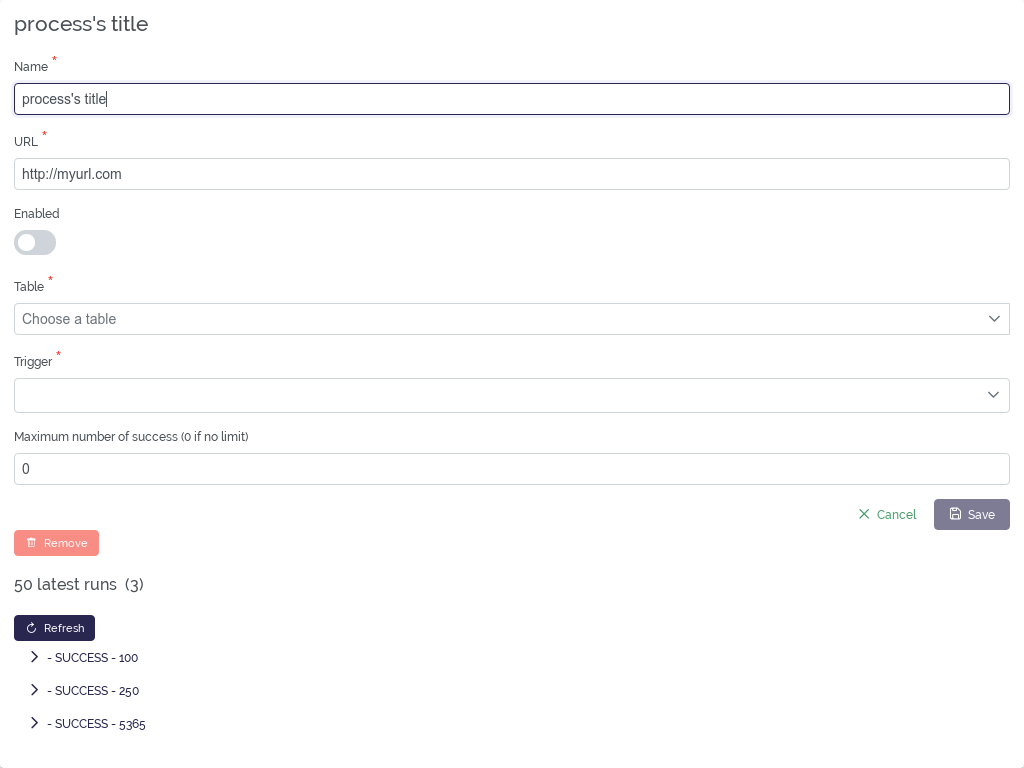 process's title
Name *
process's title
URL *
http://myurl.com
Enabled
Table *
Choose a table
Trigger *
Maximum number of success (0 if no limit)
0
Cancel
Save
Remove
50 latest runs (3)
Refresh
- SUCCESS - 100
- SUCCESS - 250
- SUCCESS - 5365